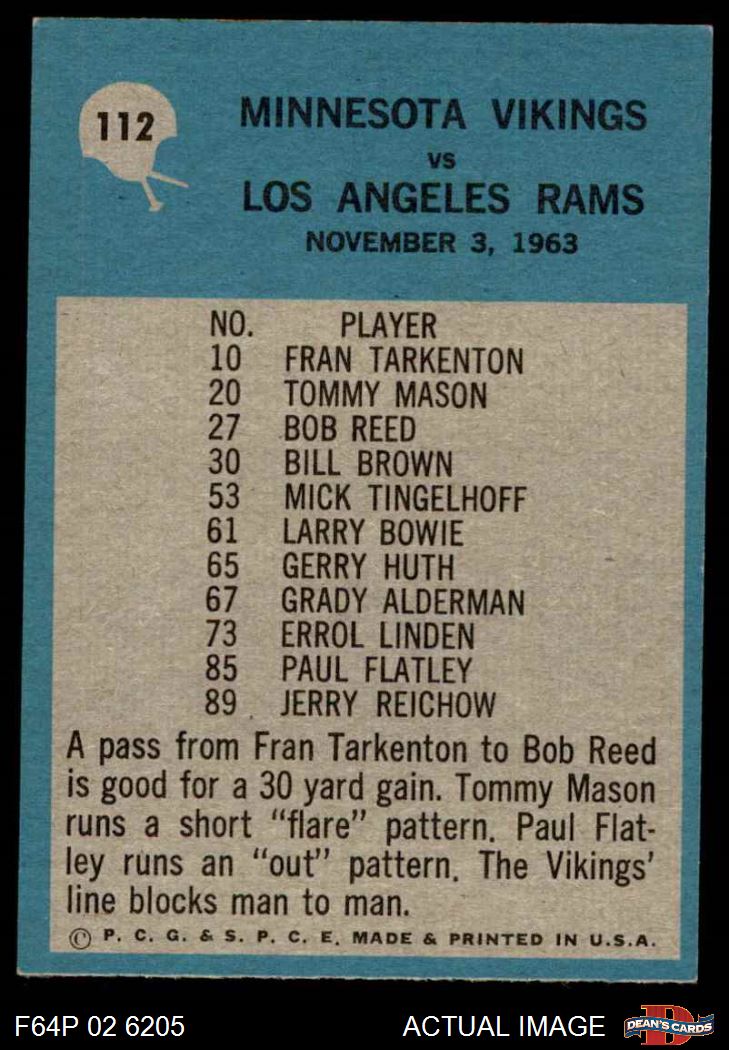 112
MINNESOTA VIKINGS
VS
LOS ANGELES RAMS
NOVEMBER 3, 1963
NO. PLAYER
10 FRAN TARKENTON
20 TOMMY MASON
27 BOB REED
30 BILL BROWN
53 MICK TINGELHOFF
61 LARRY BOWIE
65 GERRY HUTH
67 GRADY ALDERMAN
73 ERROL LINDEN
85 PAUL FLATLEY
89 JERRY REICHOW
A pass from Fran Tarkenton to Bob Reed
is good for a 30 yard gain. Tommy Mason
runs a short "flare" pattern. Paul Flat-
ley runs an "out" pattern. The Vikings'
line blocks man to man.
© P. C. G. & S. P. C. E. MADE & PRINTED IN U.S.A.
F64P 02 6205 ACTUAL IMAGE D DEAN'S CARDS